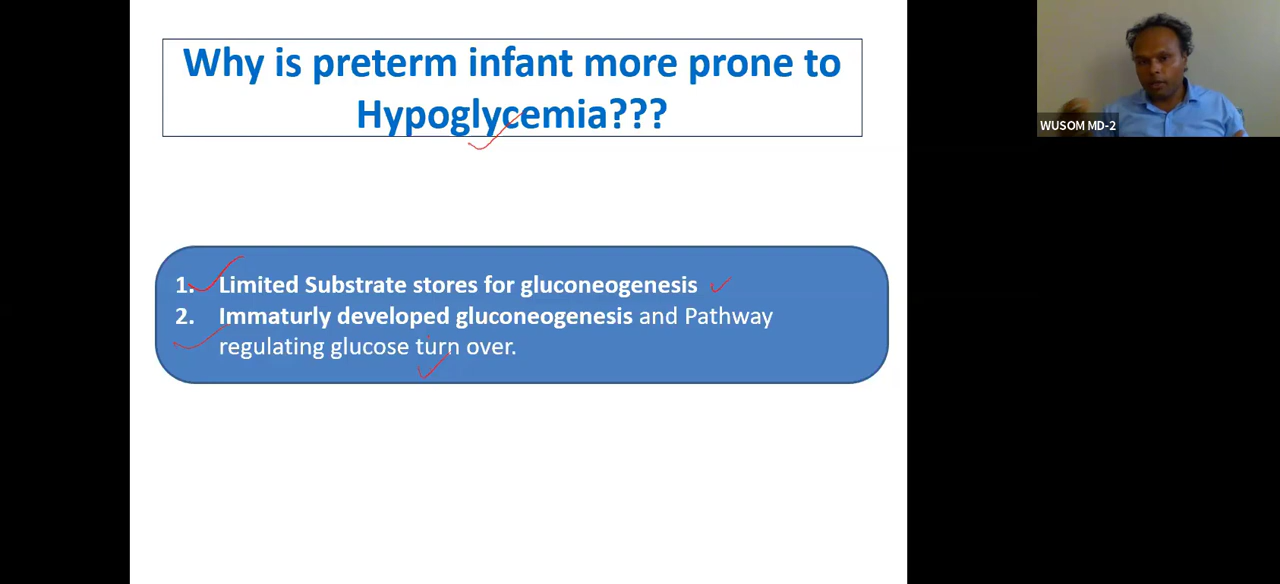 Why is preterm infant more prone to
Hypoglycemia???
WUSOM MD-2
1. Limited Substrate stores for gluconeogenesis
2. Immaturly developed gluconeogenesis and Pathway
regulating glucose turn over.